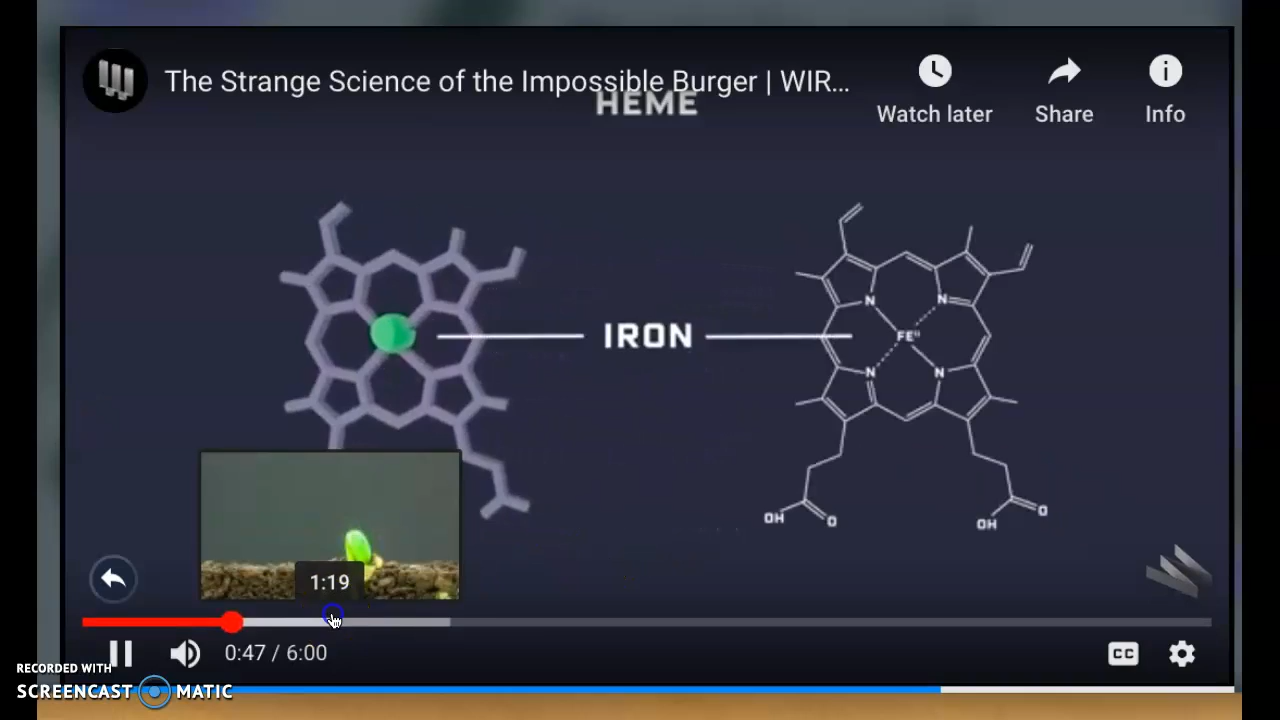 The Strange Science of the Impossible Burger | WIR...
HEME
Watch later
Share
Info
IRON
N
N
FE"
N
N
OH
O
OH
O
1:19
0:47 / 6:00
CC
RECORDED WITH
SCREENCAST MATIC